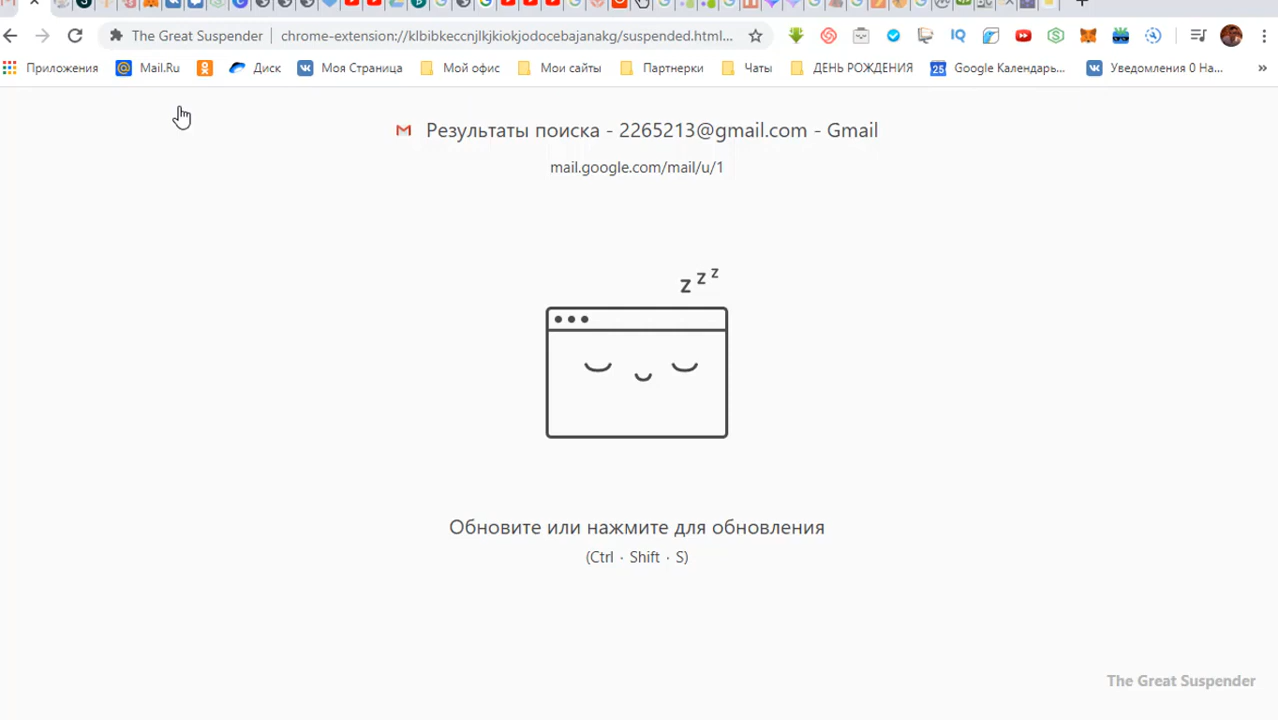 The Great Suspender | chrome-extension://klbibkeccnjlkjkiokjodocebajanakg/suspended.html...
Приложения Mail.Ru Диск Моя Страница Мой офис Мои сайты Партнерки Чаты ДЕНЬ РОЖДЕНИЯ 25 Google Календарь... Уведомления 0 На... »
Результаты поиска - 2265213@gmail.com - Gmail
mail.google.com/mail/u/1
z z z
Обновите или нажмите для обновления
(Ctrl · Shift · S)
The Great Suspender